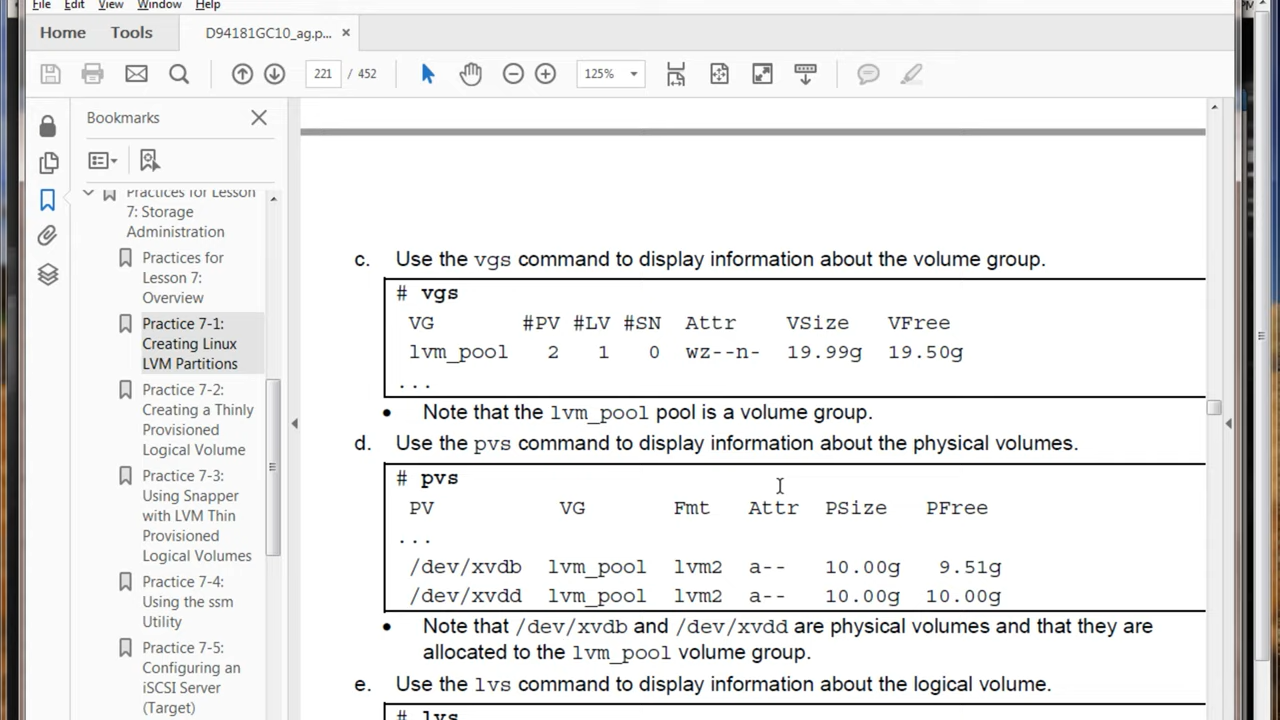 File Edit View Window Help
Home Tools D94181GC10_ag.p... ×
221 / 452 125%
Bookmarks
Practices for Lesson
7: Storage
Administration
Practices for
Lesson 7:
Overview
Practice 7-1:
Creating Linux
LVM Partitions
Practice 7-2:
Creating a Thinly
Provisioned
Logical Volume
Practice 7-3:
Using Snapper
with LVM Thin
Provisioned
Logical Volumes
Practice 7-4:
Using the ssm
Utility
Practice 7-5:
Configuring an
iSCSI Server
(Target)
c. Use the vgs command to display information about the volume group.
# vgs
VG #PV #LV #SN Attr VSize VFree
lvm_pool 2 1 0 wz--n- 19.99g 19.50g
...
• Note that the lvm_pool pool is a volume group.
d. Use the pvs command to display information about the physical volumes.
# pvs
PV VG Fmt Attr PSize PFree
...
/dev/xvdb lvm_pool lvm2 a-- 10.00g 9.51g
/dev/xvdd lvm_pool lvm2 a-- 10.00g 10.00g
• Note that /dev/xvdb and /dev/xvdd are physical volumes and that they are
allocated to the lvm_pool volume group.
e. Use the lvs command to display information about the logical volume.
# lvs